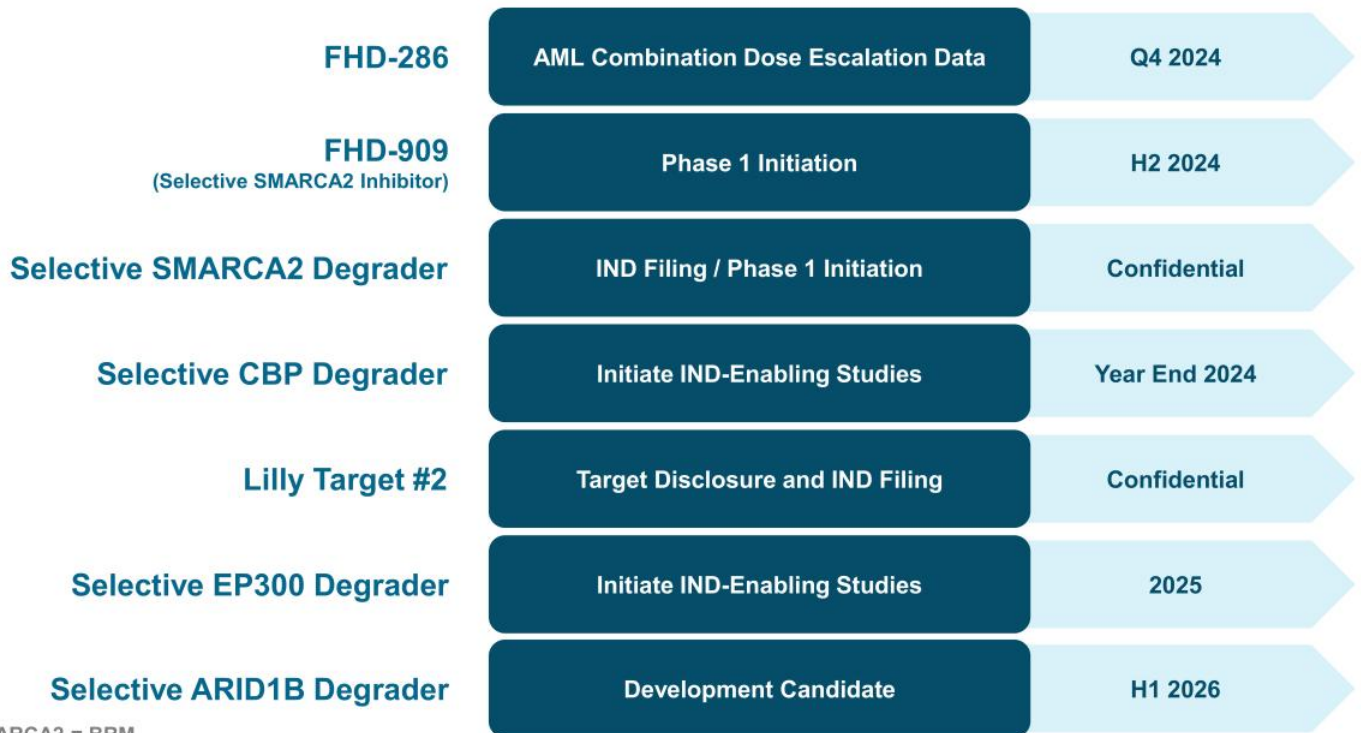 FHD-286
AML Combination Dose Escalation Data
Q4 2024
FHD-909
(Selective SMARCA2 Inhibitor)
Phase 1 Initiation
H2 2024
Selective SMARCA2 Degrader
IND Filing / Phase 1 Initiation
Confidential
Selective CBP Degrader
Initiate IND-Enabling Studies
Year End 2024
Lilly Target #2
Target Disclosure and IND Filing
Confidential
Selective EP300 Degrader
Initiate IND-Enabling Studies
2025
Selective ARID1B Degrader
Development Candidate
H1 2026